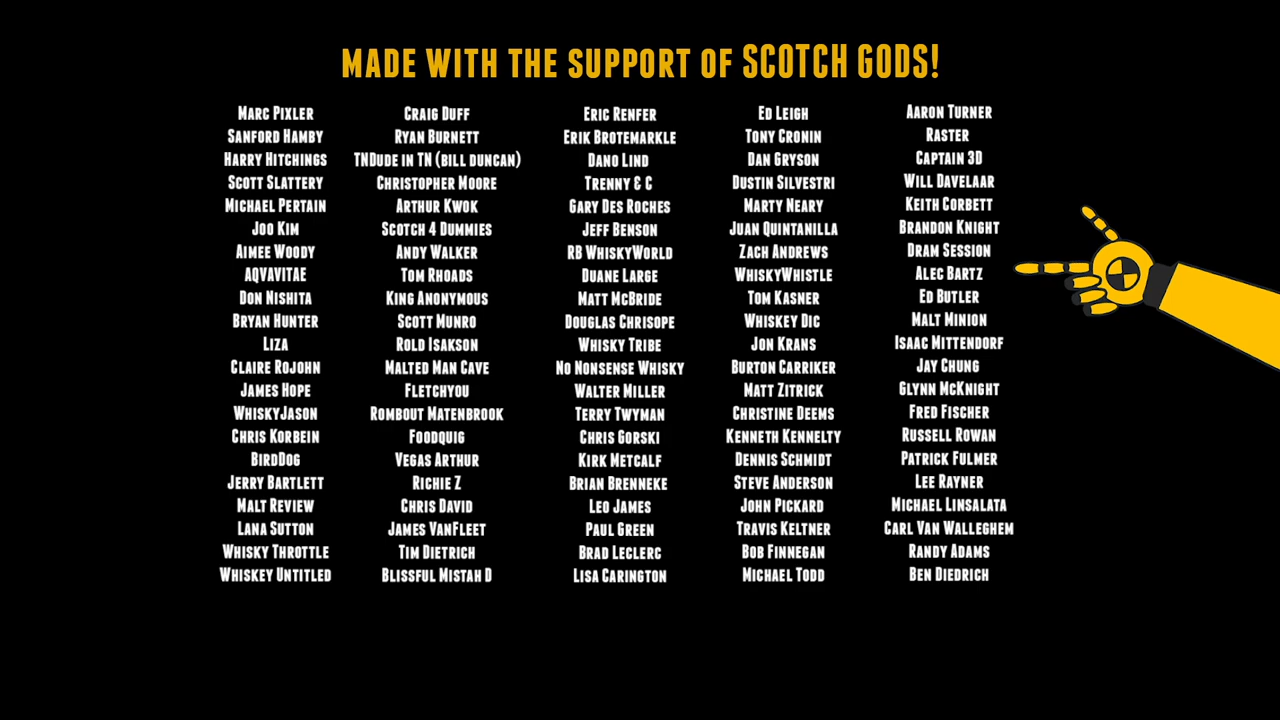 MADE WITH THE SUPPORT OF SCOTCH GODS!
Marc Pixler
Sanford Hamby
Harry Hitchings
Scott Slattery
Michael Pertain
Joo Kim
Aimee Woody
AQVAVITAE
Don Nishita
Bryan Hunter
Liza
Claire Rojohn
James Hope
WhiskyJason
Chris Korbein
BirdDog
Jerry Bartlett
Malt Review
Lana Sutton
Whisky Throttle
Whiskey Untitled
Craig Duff
Ryan Burnett
TNDude in TN (Bill Duncan)
Christopher Moore
Arthur Kwok
Scotch 4 Dummies
Andy Walker
Tom Rhoads
King Anonymous
Scott Munro
Rold Isakson
Malted Man Cave
Fletchyou
Rombout Matenbrook
Foodquig
Vegas Arthur
Richie Z
Chris David
James VanFleet
Tim Dietrich
Blissful Mistah D
Eric Renfer
Erik Brotemarkle
Dano Lind
Trenny & C
Gary Des Roches
Jeff Benson
RB WhiskyWorld
Duane Large
Matt McBride
Douglas Chrisope
Whisky Tribe
No Nonsense Whisky
Walter Miller
Terry Twyman
Chris Gorski
Kirk Metcalf
Brian Brenneke
Leo James
Paul Green
Brad Leclerc
Lisa Carington
Ed Leigh
Tony Cronin
Dan Gryson
Dustin Silvestri
Marty Neary
Juan Quintanilla
Zach Andrews
WhiskyWhistle
Tom Kasner
Whiskey Dic
Jon Krans
Burton Carriker
Matt Zitrick
Christine Deems
Kenneth Kennelty
Dennis Schmidt
Steve Anderson
John Pickard
Travis Keltner
Bob Finnegan
Michael Todd
Aaron Turner
Raster
Captain 3D
Will Davelaar
Keith Corbett
Brandon Knight
Dram Session
Alec Bartz
Ed Butler
Malt Minion
Isaac Mittendorf
Jay Chung
Glynn McKnight
Fred Fischer
Russell Rowan
Patrick Fulmer
Lee Rayner
Michael Linsalata
Carl Van Walleghem
Randy Adams
Ben Diedrich